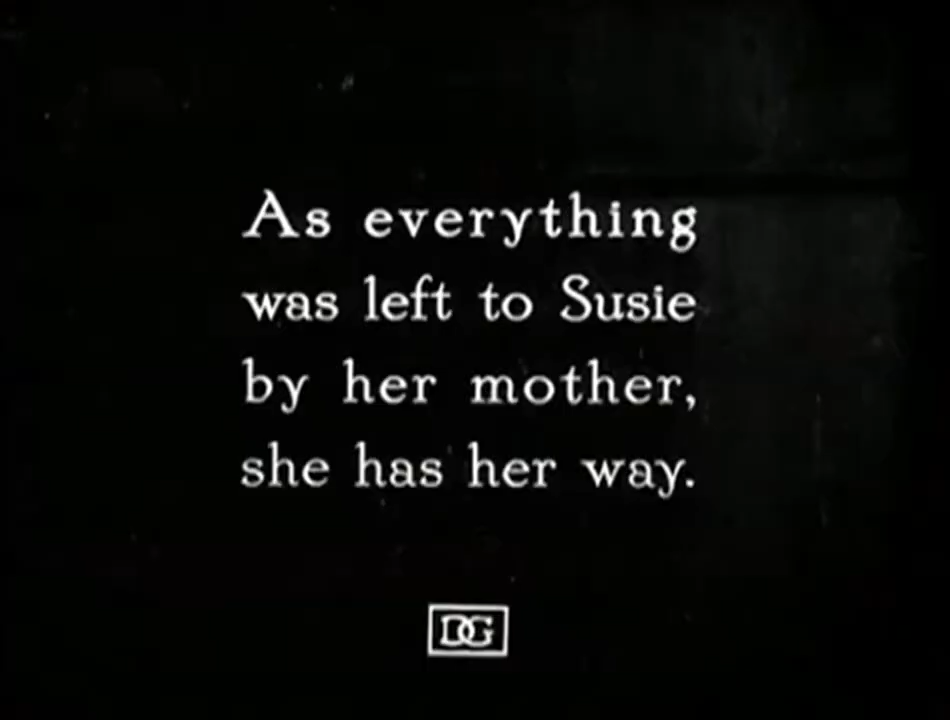 As everything
was left to Susie
by her mother,
she has her way.
DG